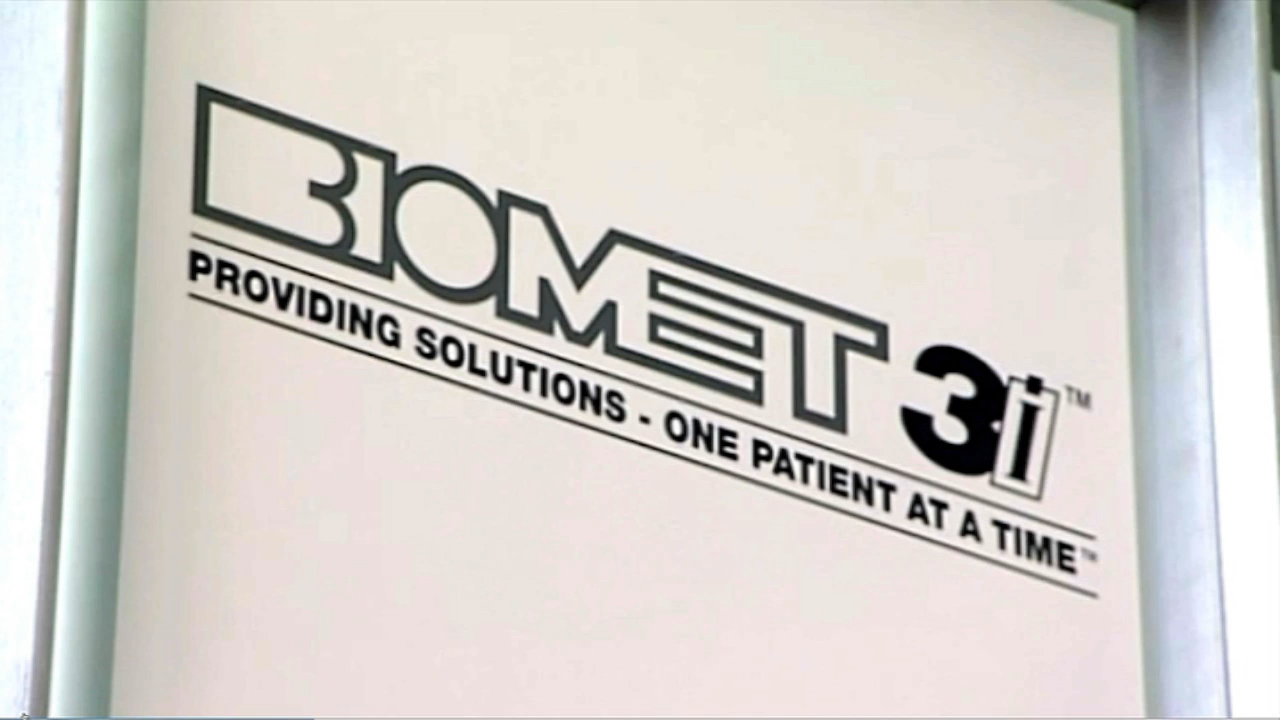 BIOMET 3i™
PROVIDING SOLUTIONS - ONE PATIENT AT A TIME™